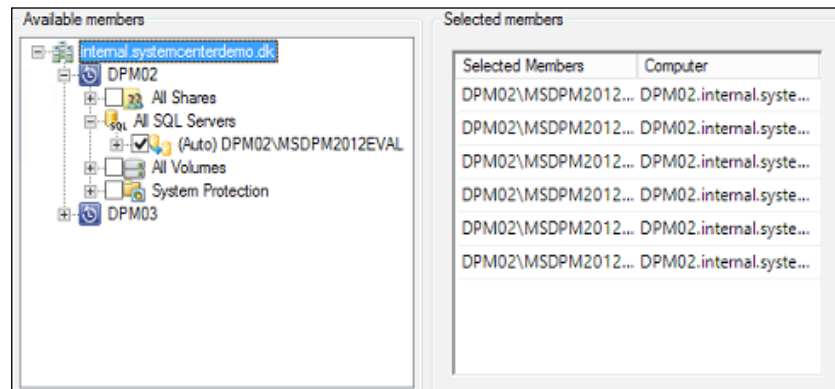 Available members
internal.systemcenterdemo.dk
DPM02
All Shares
All SQL Servers
(Auto) DPM02\MSDPM2012EVAL
All Volumes
System Protection
DPM03
Selected members
Selected Members Computer
DPM02\MSDPM2012... DPM02.internal.syste...
DPM02\MSDPM2012... DPM02.internal.syste...
DPM02\MSDPM2012... DPM02.internal.syste...
DPM02\MSDPM2012... DPM02.internal.syste...
DPM02\MSDPM2012... DPM02.internal.syste...
DPM02\MSDPM2012... DPM02.internal.syste...